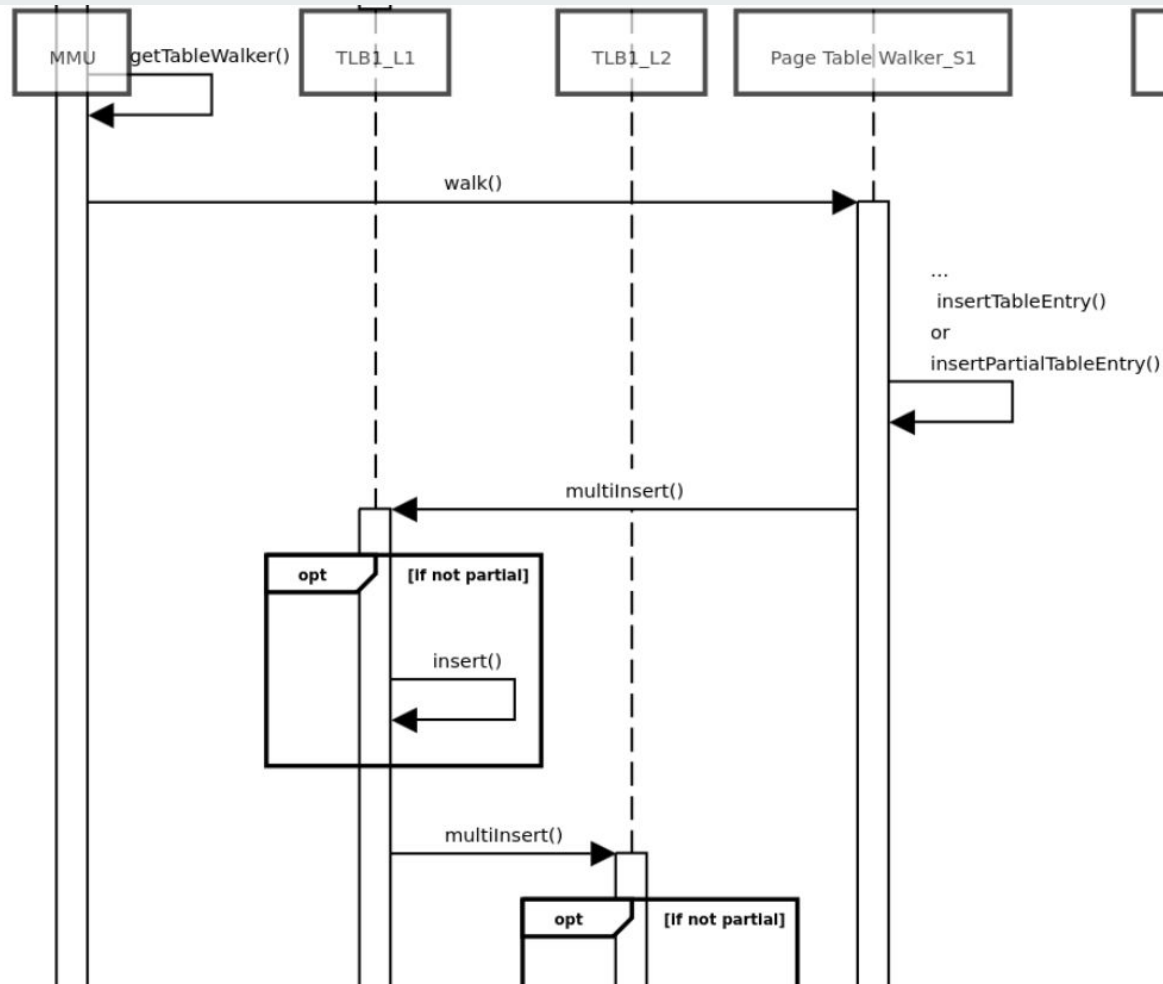 MMU
getTableWalker()
TLB1_L1
TLB1_L2
Page Table Walker_S1
walk()
...
insertTableEntry()
or
insertPartialTableEntry()
multiInsert()
opt
[if not partial]
insert()
multiInsert()
opt
[if not partial]